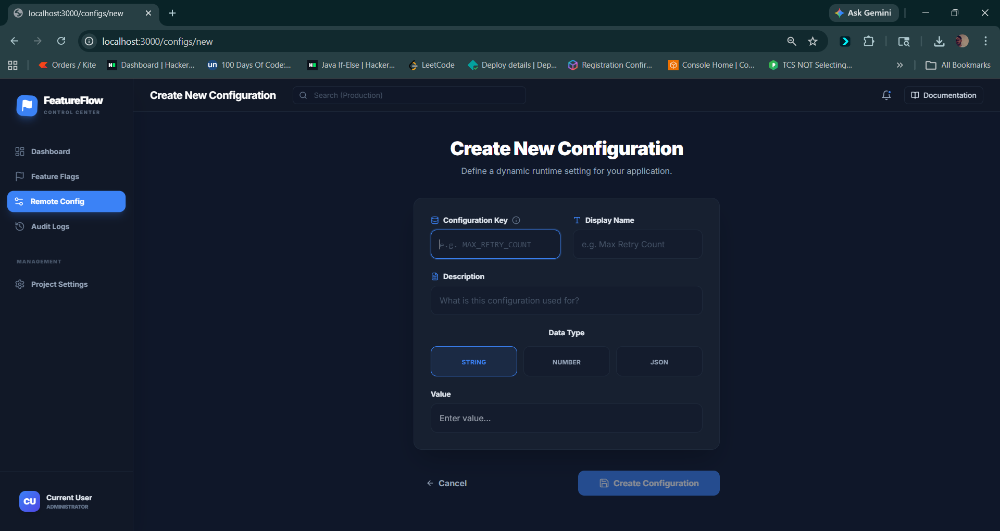 localhost:3000/configs/new
Ask Gemini
localhost:3000/configs/new
Orders / Kite
Dashboard | Hacker...
100 Days Of Code:...
Java If-Else | Hacker...
LeetCode
Deploy details | Dep...
Registration Confir...
Console Home | Co...
TCS NQT Selecting...
All Bookmarks
FeatureFlow
CONTROL CENTER
Dashboard
Feature Flags
Remote Config
Audit Logs
MANAGEMENT
Project Settings
CU
Current User
ADMINISTRATOR
Create New Configuration
Search (Production)
Documentation
Create New Configuration
Define a dynamic runtime setting for your application.
Configuration Key
e.g. MAX_RETRY_COUNT
Display Name
e.g. Max Retry Count
Description
What is this configuration used for?
Data Type
STRING
NUMBER
JSON
Value
Enter value...
Cancel
Create Configuration